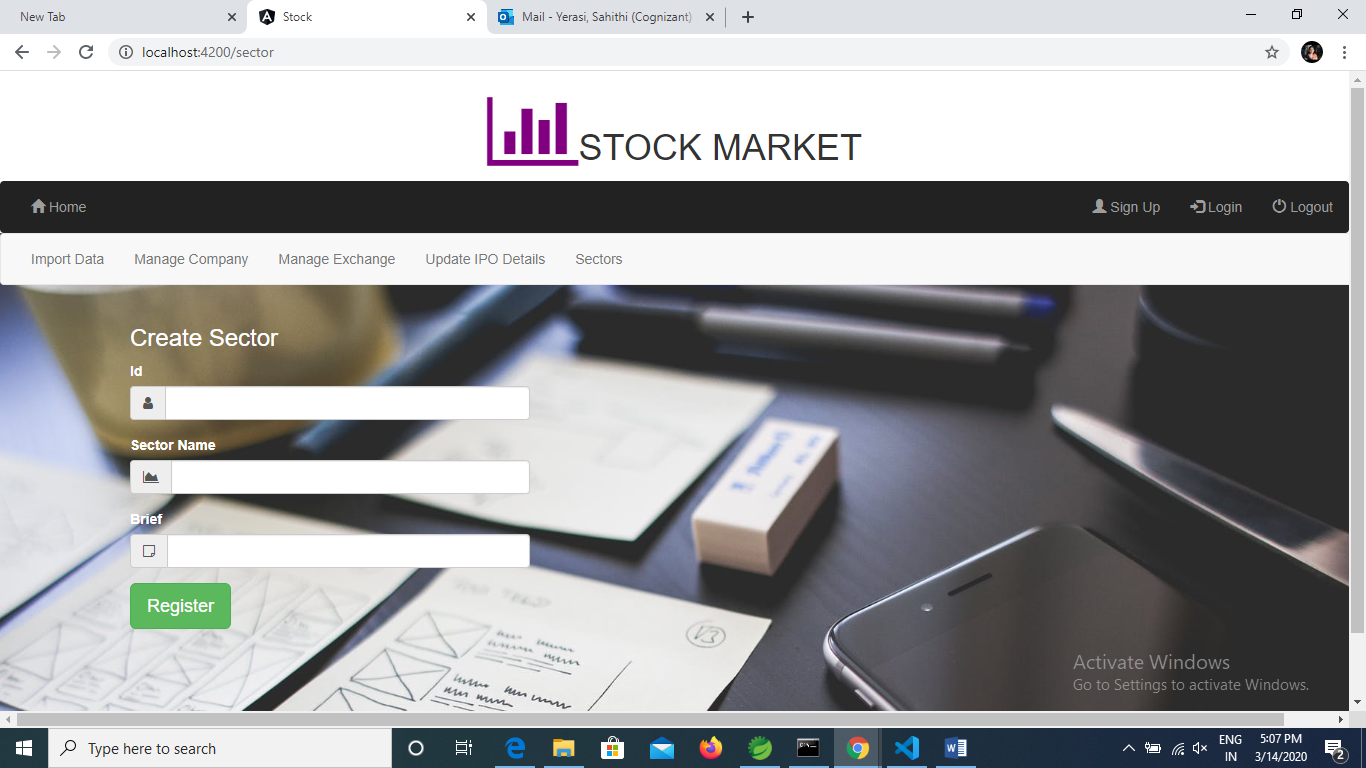 New Tab
Stock
Mail - Yerasi, Sahithi (Cognizant)
localhost:4200/sector
STOCK MARKET
Home
Sign Up
Login
Logout
Import Data
Manage Company
Manage Exchange
Update IPO Details
Sectors
Create Sector
Id
Sector Name
Brief
Register
V3
Activate Windows
Go to Settings to activate Windows.
Type here to search
ENG
IN
5:07 PM
3/14/2020
2